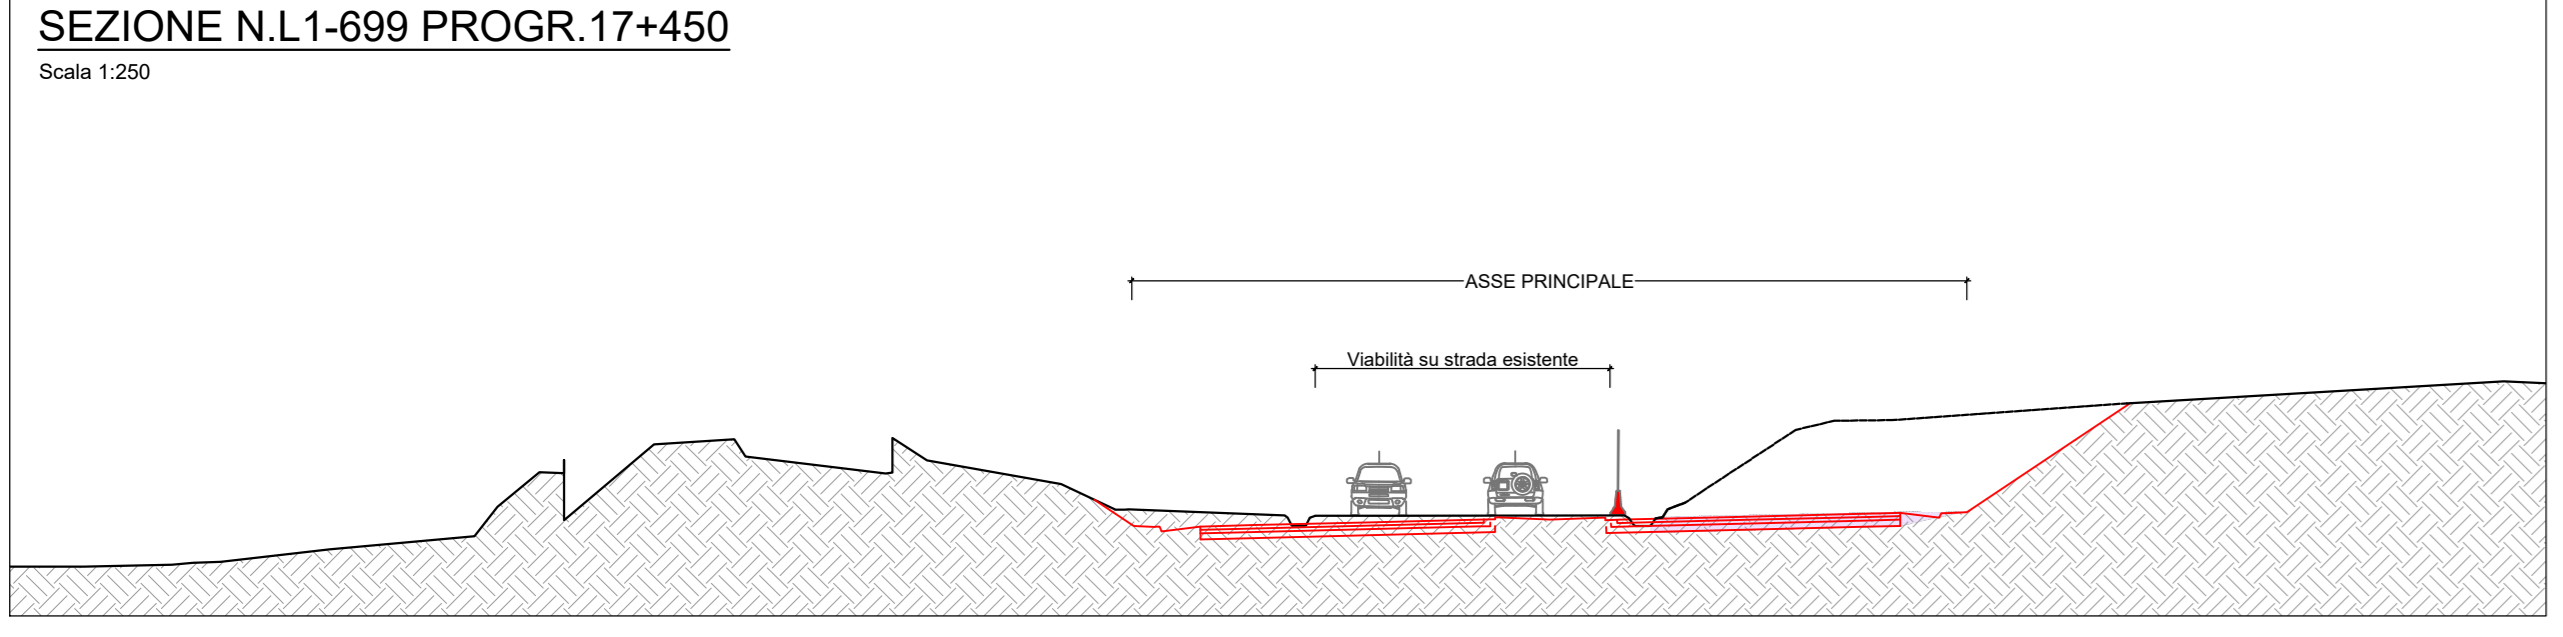 SEZIONE N.L1-699 PROGR.17+450
Scala 1:250
ASSE PRINCIPALE
Viabilità su strada esistente